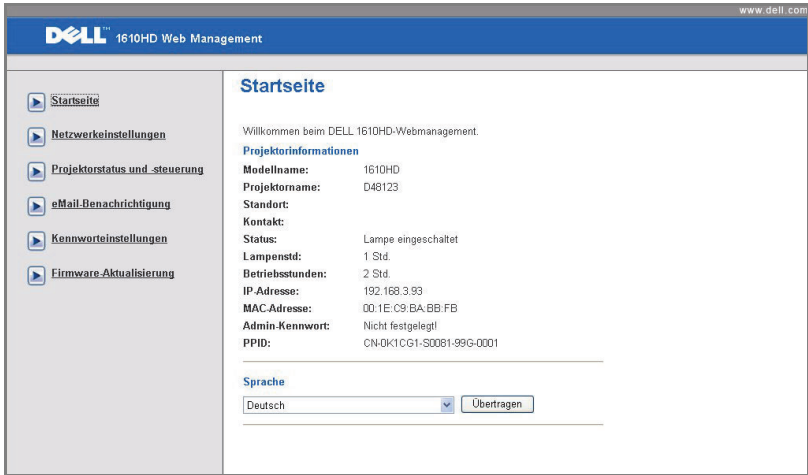 www.dell.com
DELL™ 1610HD Web Management
Startseite
Netzwerkeinstellungen
Projektorstatus und -steuerung
eMail-Benachrichtigung
Kennworteinstellungen
Firmware-Aktualisierung
Startseite
Willkommen beim DELL 1610HD-Webmanagement.
Projektorinformationen
Modellname: 1610HD
Projektorname: D48123
Standort:
Kontakt:
Status: Lampe eingeschaltet
Lampenstd: 1 Std.
Betriebsstunden: 2 Std.
IP-Adresse: 192.168.3.93
MAC-Adresse: 00:1E:C9:BA:BB:FB
Admin-Kennwort: Nicht festgelegt!
PPID: CN-0K1CG1-S0081-99G-0001
Sprache
Deutsch Übertragen